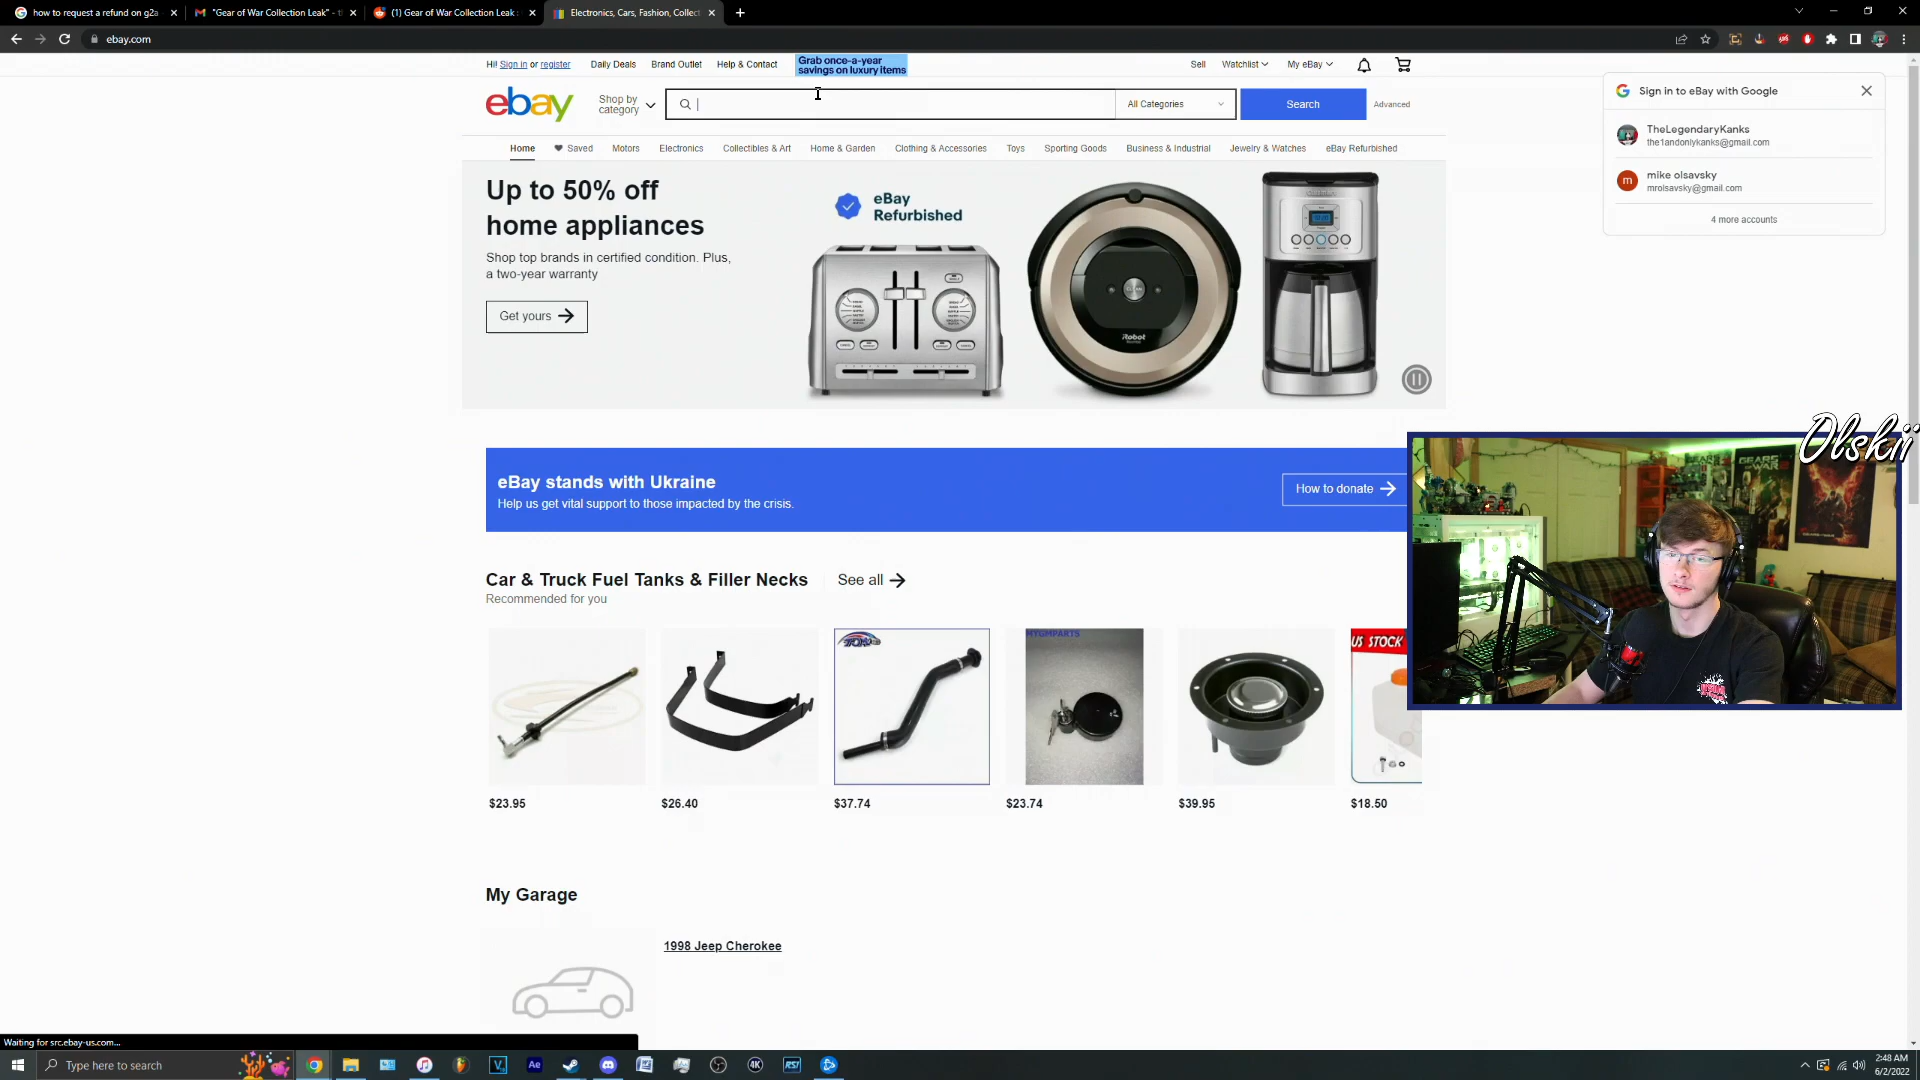 how to request a refund on g2a
"Gear of War Collection Leak" - t
(1) Gear of War Collection Leak
Electronics, Cars, Fashion, Collect
ebay.com
Hi! Sign in or register
Daily Deals
Brand Outlet
Help & Contact
Grab once-a-year
savings on luxury items
Sell
Watchlist
My eBay
ebay
Shop by
category
All Categories
Search
Advanced
Sign in to eBay with Google
TheLegendaryKanks
the1andonlykanks@gmail.com
m
mike olsavsky
mrolsavsky@gmail.com
4 more accounts
Home
Saved
Motors
Electronics
Collectibles & Art
Home & Garden
Clothing & Accessories
Toys
Sporting Goods
Business & Industrial
Jewelry & Watches
eBay Refurbished
Up to 50% off
home appliances
Shop top brands in certified condition. Plus,
a two-year warranty
Get yours
eBay
Refurbished
CLEAN
iRobot
eBay stands with Ukraine
Help us get vital support to those impacted by the crisis.
How to donate
Olskii
Car & Truck Fuel Tanks & Filler Necks
See all
Recommended for you
MYGMPARTS
US STOCK
$23.95
$26.40
$37.74
$23.74
$39.95
$18.50
My Garage
1998 Jeep Cherokee
Waiting for src.ebay-us.com...
Type here to search
V
Ae
4K
RSI
2:48 AM
6/2/2022